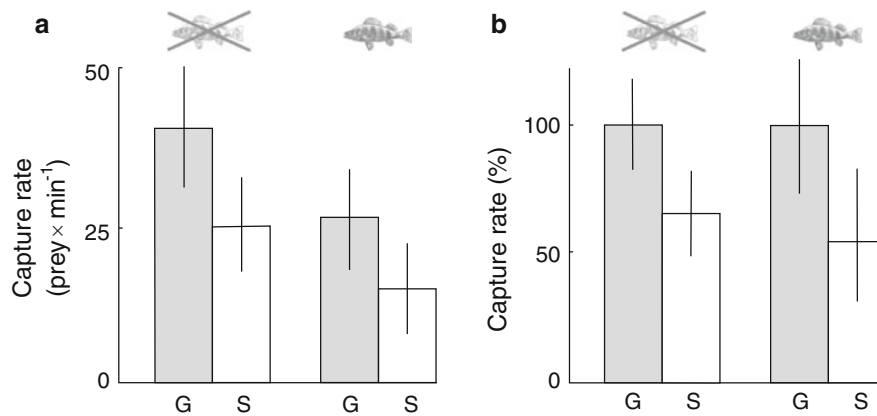 a
50
25
0
Capture rate
(prey × min-1)
G S G S
b
100
50
0
Capture rate (%)
G S G S